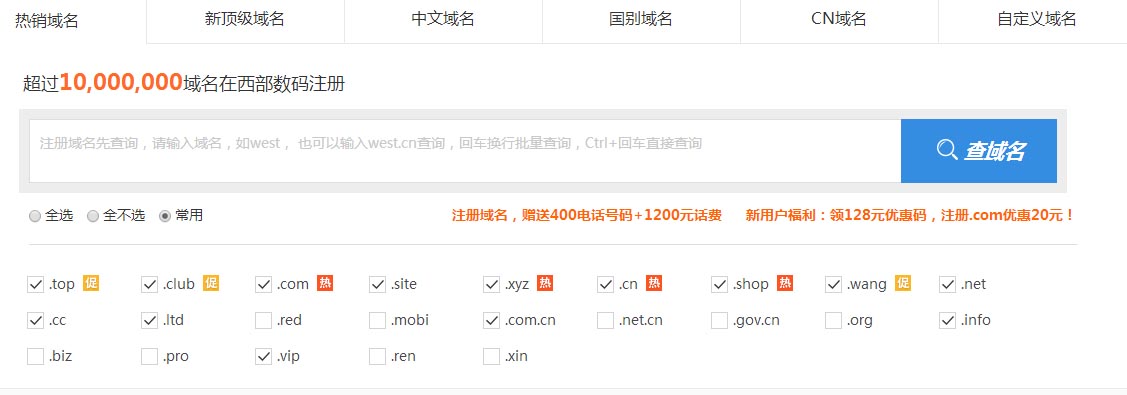 热销域名 新顶级域名 中文域名 国别域名 CN域名 自定义域名
超过10,000,000域名在西部数码注册
注册域名先查询，请输入域名，如west， 也可以输入west.cn查询，回车换行批量查询，Ctrl+回车直接查询 查域名
全选 全不选 常用 注册域名，赠送400电话号码+1200元话费 新用户福利：领128元优惠码，注册.com优惠20元！
.top 促 .club 促 .com 热 .site .xyz 热 .cn 热 .shop 热 .wang 促 .net
.cc .ltd .red .mobi .com.cn .net.cn .gov.cn .org .info
.biz .pro .vip .ren .xin